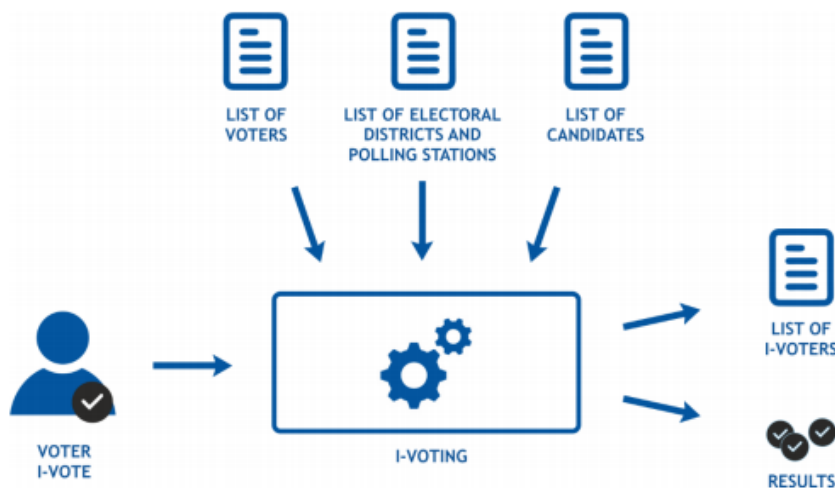 LIST OF
VOTERS
LIST OF ELECTORAL
DISTRICTS AND
POLLING STATIONS
LIST OF
CANDIDATES
LIST OF
I-VOTERS
VOTER
I-VOTE
I-VOTING
RESULTS